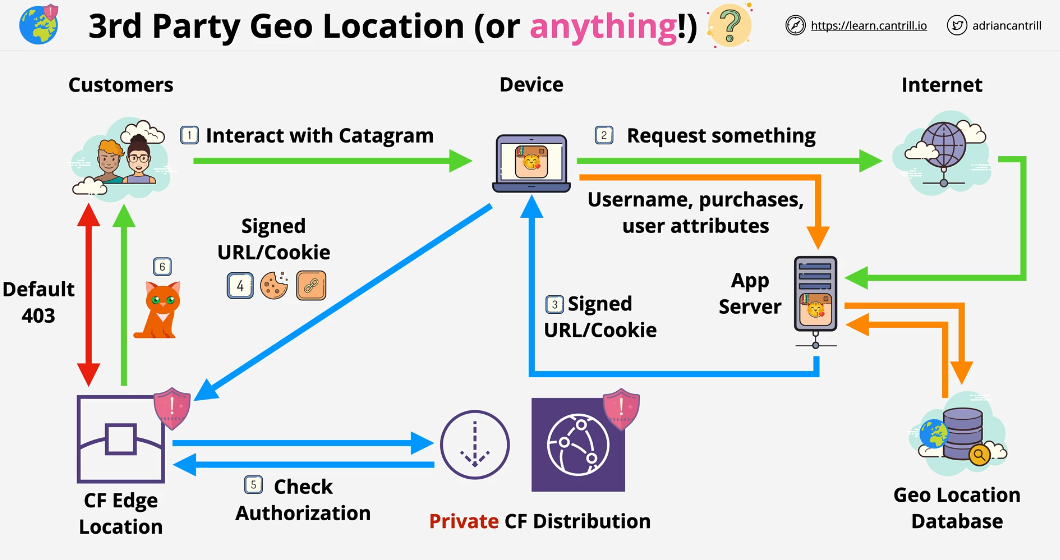 3rd Party Geo Location (or anything!)
?
https://learn.cantrill.io
adriancantrill
Customers
Device
Internet
1 Interact with Catagram
2 Request something
Username, purchases,
user attributes
Signed
URL/Cookie
4
6
Default
403
App
Server
3 Signed
URL/Cookie
5 Check
Authorization
CF Edge
Location
Private CF Distribution
Geo Location
Database